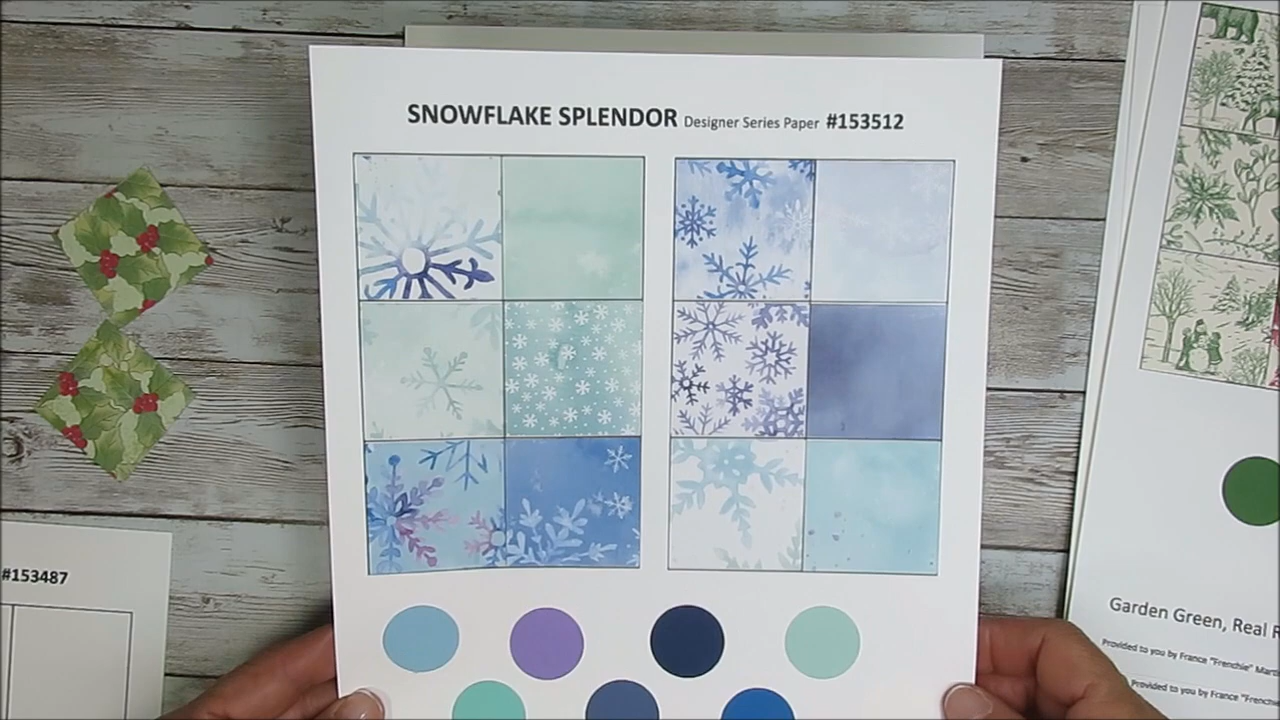 SNOWFLAKE SPLENDOR Designer Series Paper #153512
#153487
Garden Green, Real
Provided to you by France "Frenchie"
Provided to you by France "Frenchie"